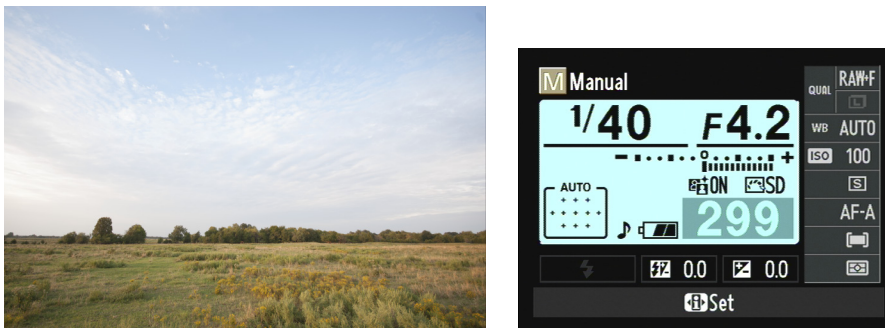 M Manual
1/40 F4.2
- 0 +
AUTO
ON SD
299
0.0 0.0
Set
QUAL RAW+F
L
WB AUTO
ISO 100
S
AF-A